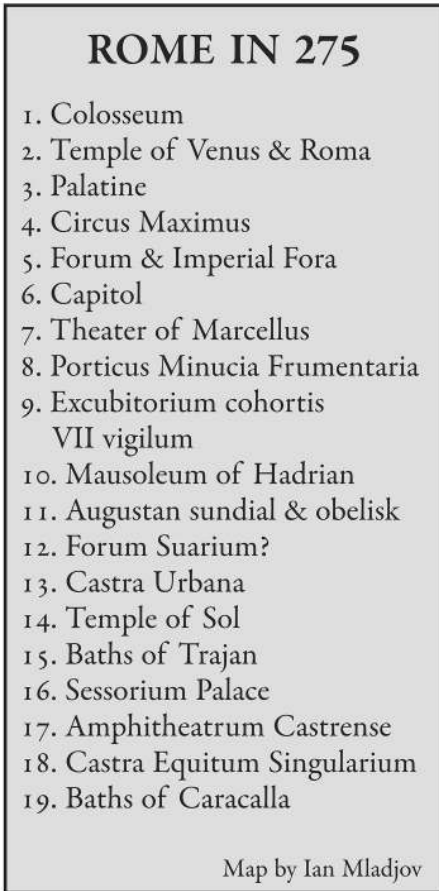 ROME IN 275
1. Colosseum
2. Temple of Venus & Roma
3. Palatine
4. Circus Maximus
5. Forum & Imperial Fora
6. Capitol
7. Theater of Marcellus
8. Porticus Minucia Frumentaria
9. Excubitorium cohortis
VII vigilum
10. Mausoleum of Hadrian
11. Augustan sundial & obelisk
12. Forum Suarium?
13. Castra Urbana
14. Temple of Sol
15. Baths of Trajan
16. Sessorium Palace
17. Amphitheatrum Castrense
18. Castra Equitum Singularium
19. Baths of Caracalla
Map by Ian Mladjov